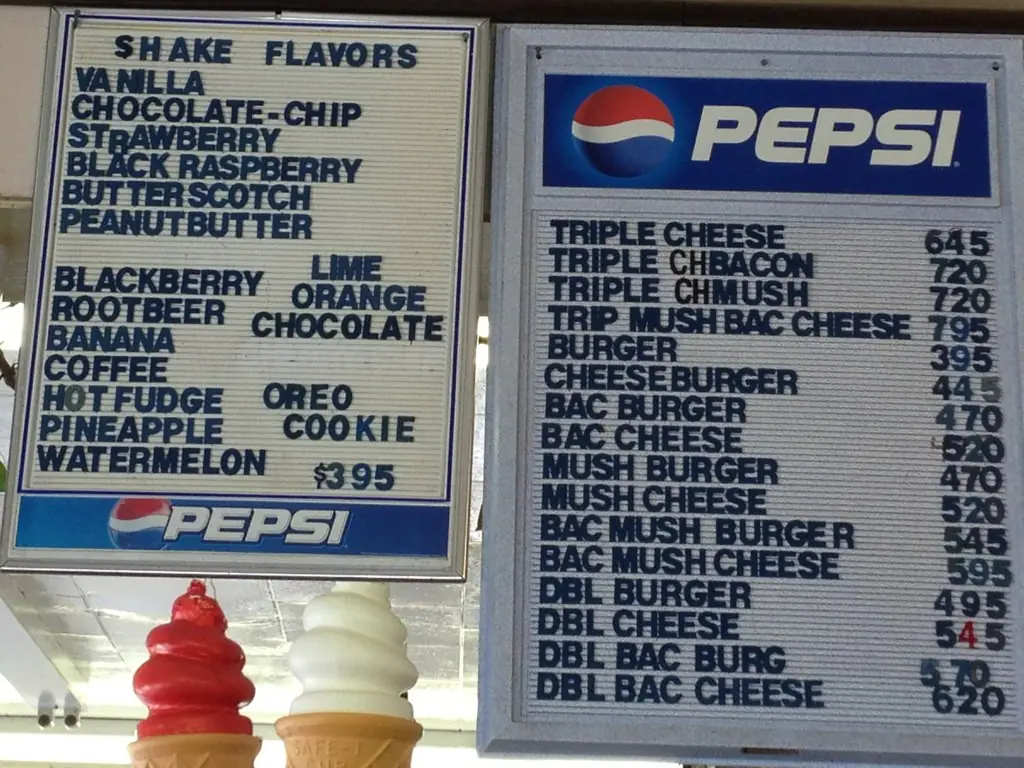 SHAKE FLAVORS
VANILLA
CHOCOLATE-CHIP
STRAWBERRY
BLACK RASPBERRY
BUTTERSCOTCH
PEANUTBUTTER
LIME
BLACKBERRY ORANGE
ROOTBEER CHOCOLATE
BANANA
COFFEE
HOT FUDGE OREO
PINEAPPLE COOKIE
WATERMELON $395
PEPSI
PEPSI
TRIPLE CHEESE 645
TRIPLE CHBACON 720
TRIPLE CHMUSH 720
TRIP MUSH BAC CHEESE 795
BURGER 395
CHEESEBURGER 445
BAC BURGER 470
BAC CHEESE 520
MUSH BURGER 470
MUSH CHEESE 520
BAC MUSH BURGER 545
BAC MUSH CHEESE 595
DBL BURGER 495
DBL CHEESE 545
DBL BAC BURG 5.70
DBL BAC CHEESE 620
SAFE-T
CUP